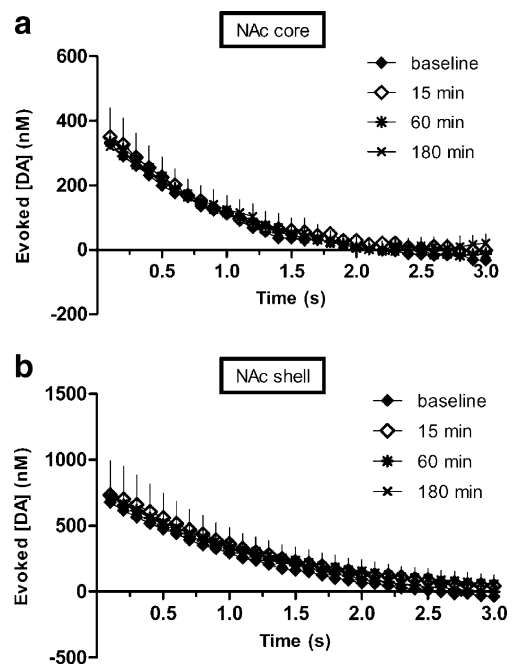 a
NAc core
600
400
200
0
-200
Evoked [DA] (nM)
baseline
15 min
60 min
180 min
0.5 1.0 1.5 2.0 2.5 3.0
Time (s)
b
NAc shell
1500
1000
500
0
-500
Evoked [DA] (nM)
baseline
15 min
60 min
180 min
0.5 1.0 1.5 2.0 2.5 3.0
Time (s)